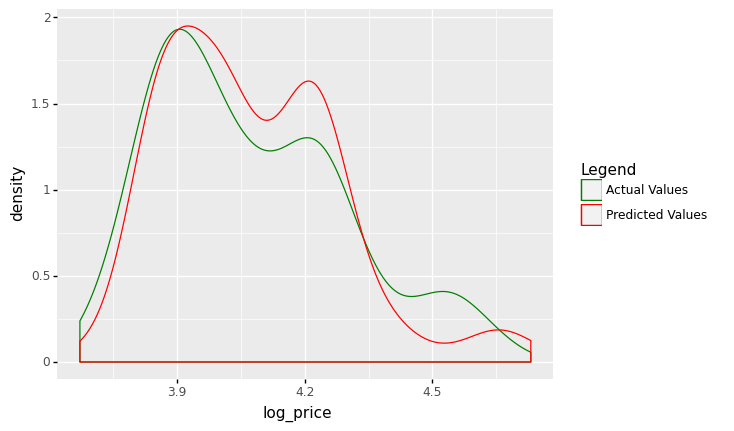 2
1.5
1
0.5
0
density
3.9
4.2
4.5
log_price
Legend
Actual Values
Predicted Values